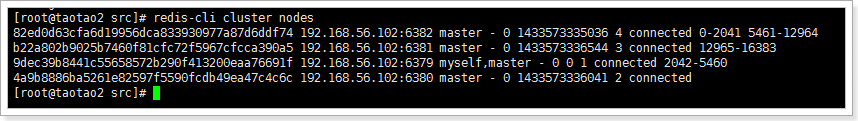 [root@taotao2 src]# redis-cli cluster nodes
82ed0d63cfa6d19956dca833930977a87d6ddf74 192.168.56.102:6382 master - 0 1433573335036 4 connected 0-2041 5461-12964
b22a802b9025b7460f81cfc72f5967cfcca390a5 192.168.56.102:6381 master - 0 1433573336544 3 connected 12965-16383
9dec39b8441c55658572b290f413200eaa76691f 192.168.56.102:6379 myself,master - 0 0 1 connected 2042-5460
4a9b8886ba5261e82597f5590fcdb49ea47c4c6c 192.168.56.102:6380 master - 0 1433573336041 2 connected
[root@taotao2 src]#